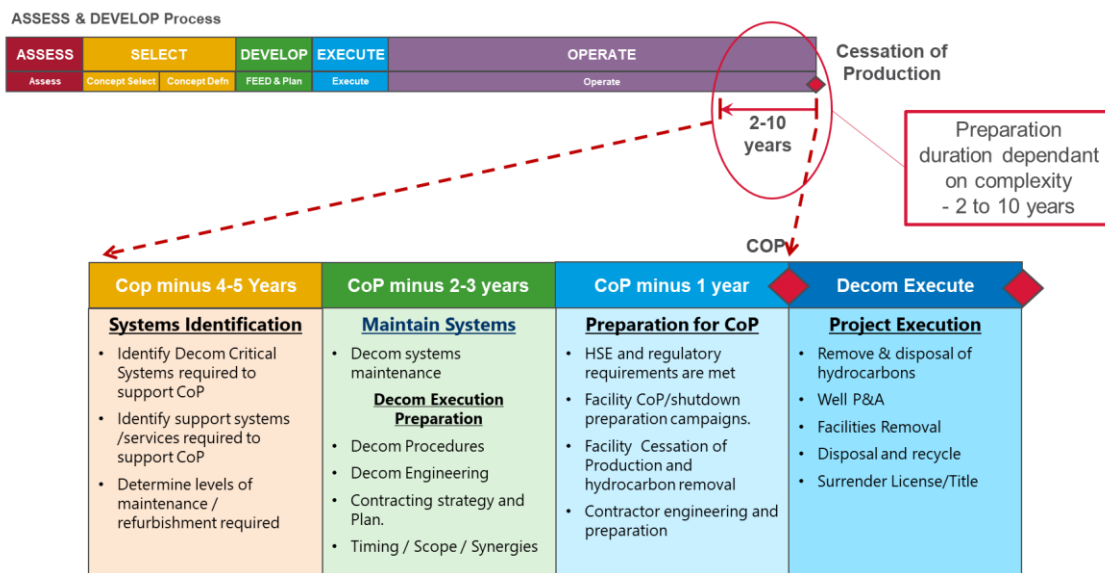 ASSESS & DEVELOP Process
ASSESS
SELECT
DEVELOP
EXECUTE
OPERATE
Assess
Concept Select
Concept Defn
FEED & Plan
Execute
Operate
Cessation of
Production
2-10
years
Preparation
duration dependant
on complexity
- 2 to 10 years
COP
Cop minus 4-5 Years
Systems Identification
• Identify Decom Critical
Systems required to
support CoP
• Identify support systems
/services required to
support CoP
• Determine levels of
maintenance /
refurbishment required
CoP minus 2-3 years
Maintain Systems
• Decom systems
maintenance
Decom Execution
Preparation
• Decom Procedures
• Decom Engineering
• Contracting strategy and
Plan.
• Timing / Scope / Synergies
CoP minus 1 year
Preparation for CoP
• HSE and regulatory
requirements are met
• Facility CoP/shutdown
preparation campaigns.
• Facility Cessation of
Production and
hydrocarbon removal
• Contractor engineering and
preparation
Decom Execute
Project Execution
• Remove & disposal of
hydrocarbons
• Well P&A
• Facilities Removal
• Disposal and recycle
• Surrender License/Title